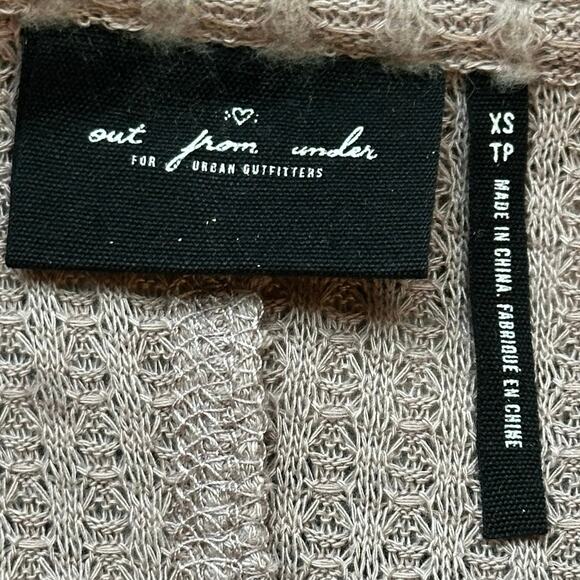 out from under
FOR URBAN OUTFITTERS
XS
TP
MADE IN CHINA. FABRIQUÉ EN CHINE